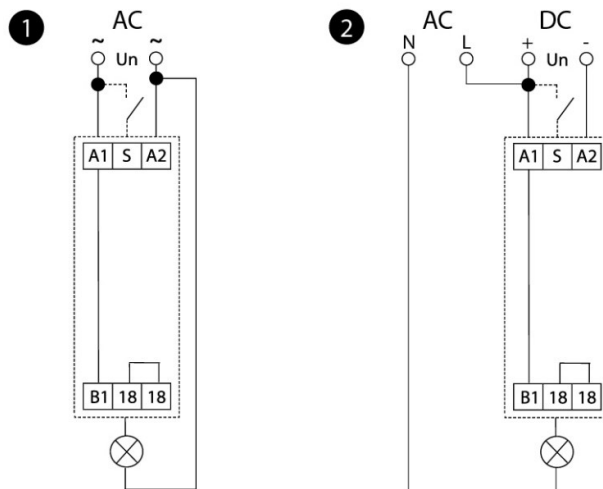 1 AC
~ Un ~
A1 S A2
B1 18 18
2 AC DC
N L + Un -
A1 S A2
B1 18 18